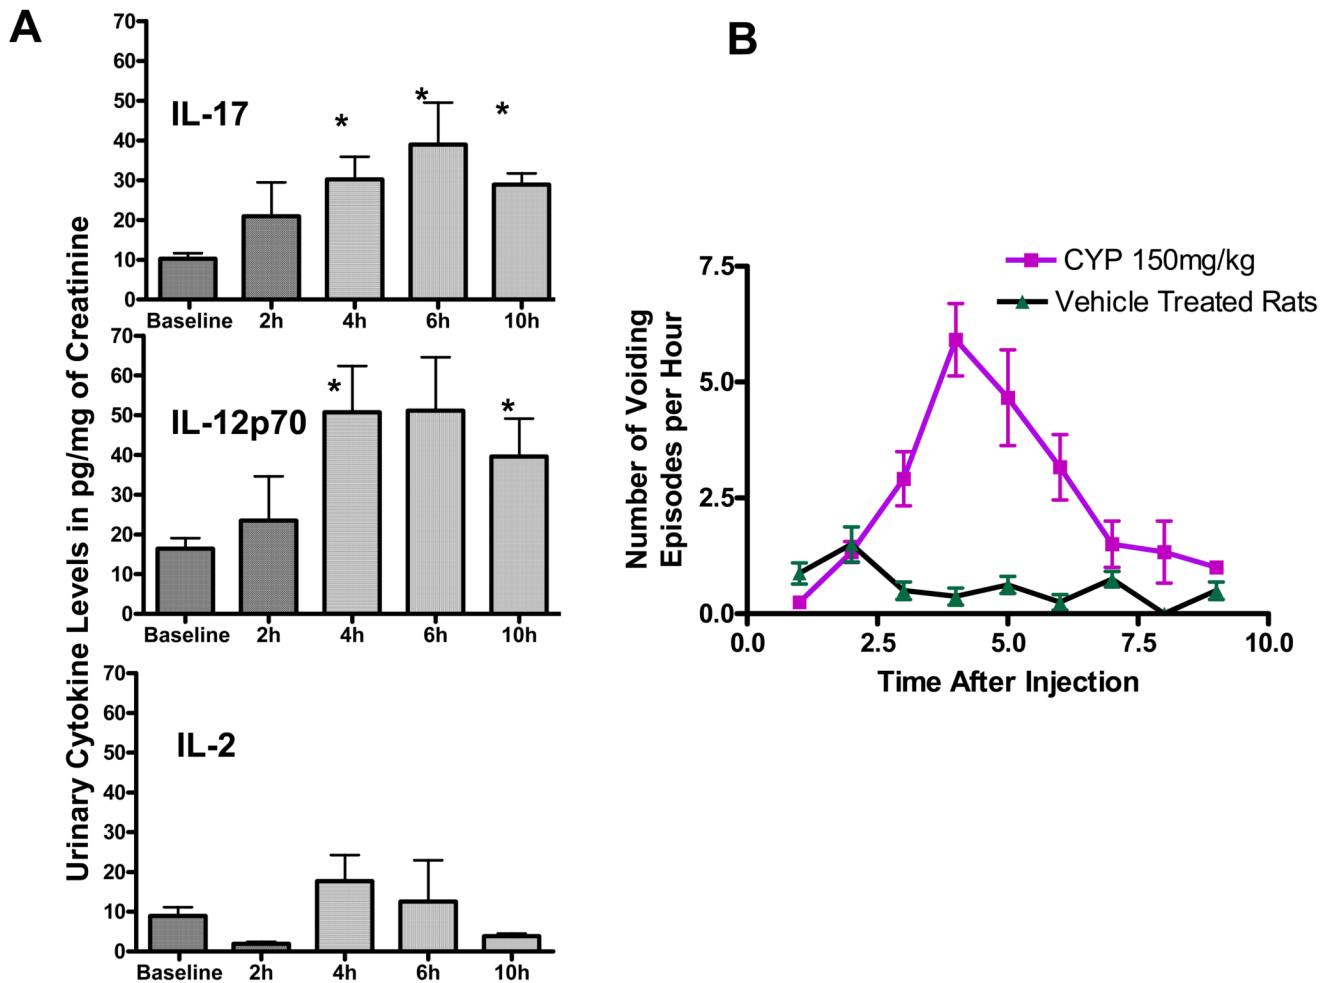 A
Urinary Cytokine Levels in pg/mg of Creatinine
70
60
50
40
30
20
10
0
IL-17
*
*
*
Baseline 2h 4h 6h 10h
70
60
50
40
30
20
10
0
IL-12p70
*
*
Baseline 2h 4h 6h 10h
70
60
50
40
30
20
10
0
IL-2
Baseline 2h 4h 6h 10h
B
CYP 150mg/kg
Vehicle Treated Rats
Number of Voiding
Episodes per Hour
7.5
5.0
2.5
0.0
0.0 2.5 5.0 7.5 10.0
Time After Injection